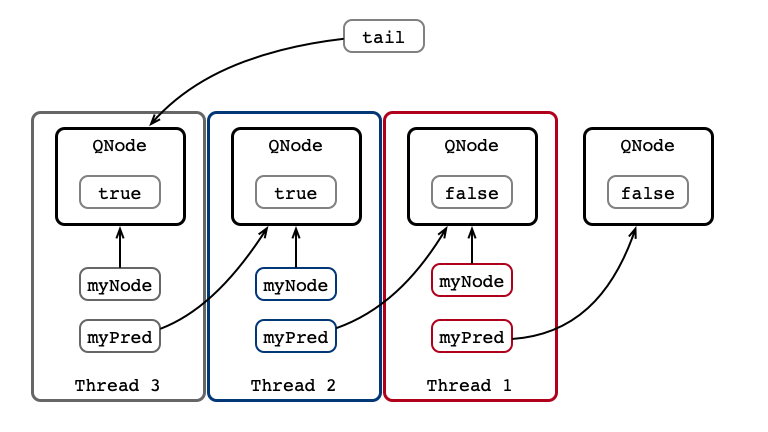 tail
QNode QNode QNode QNode
true true false false
myNode myNode myNode
myPred myPred myPred
Thread 3 Thread 2 Thread 1